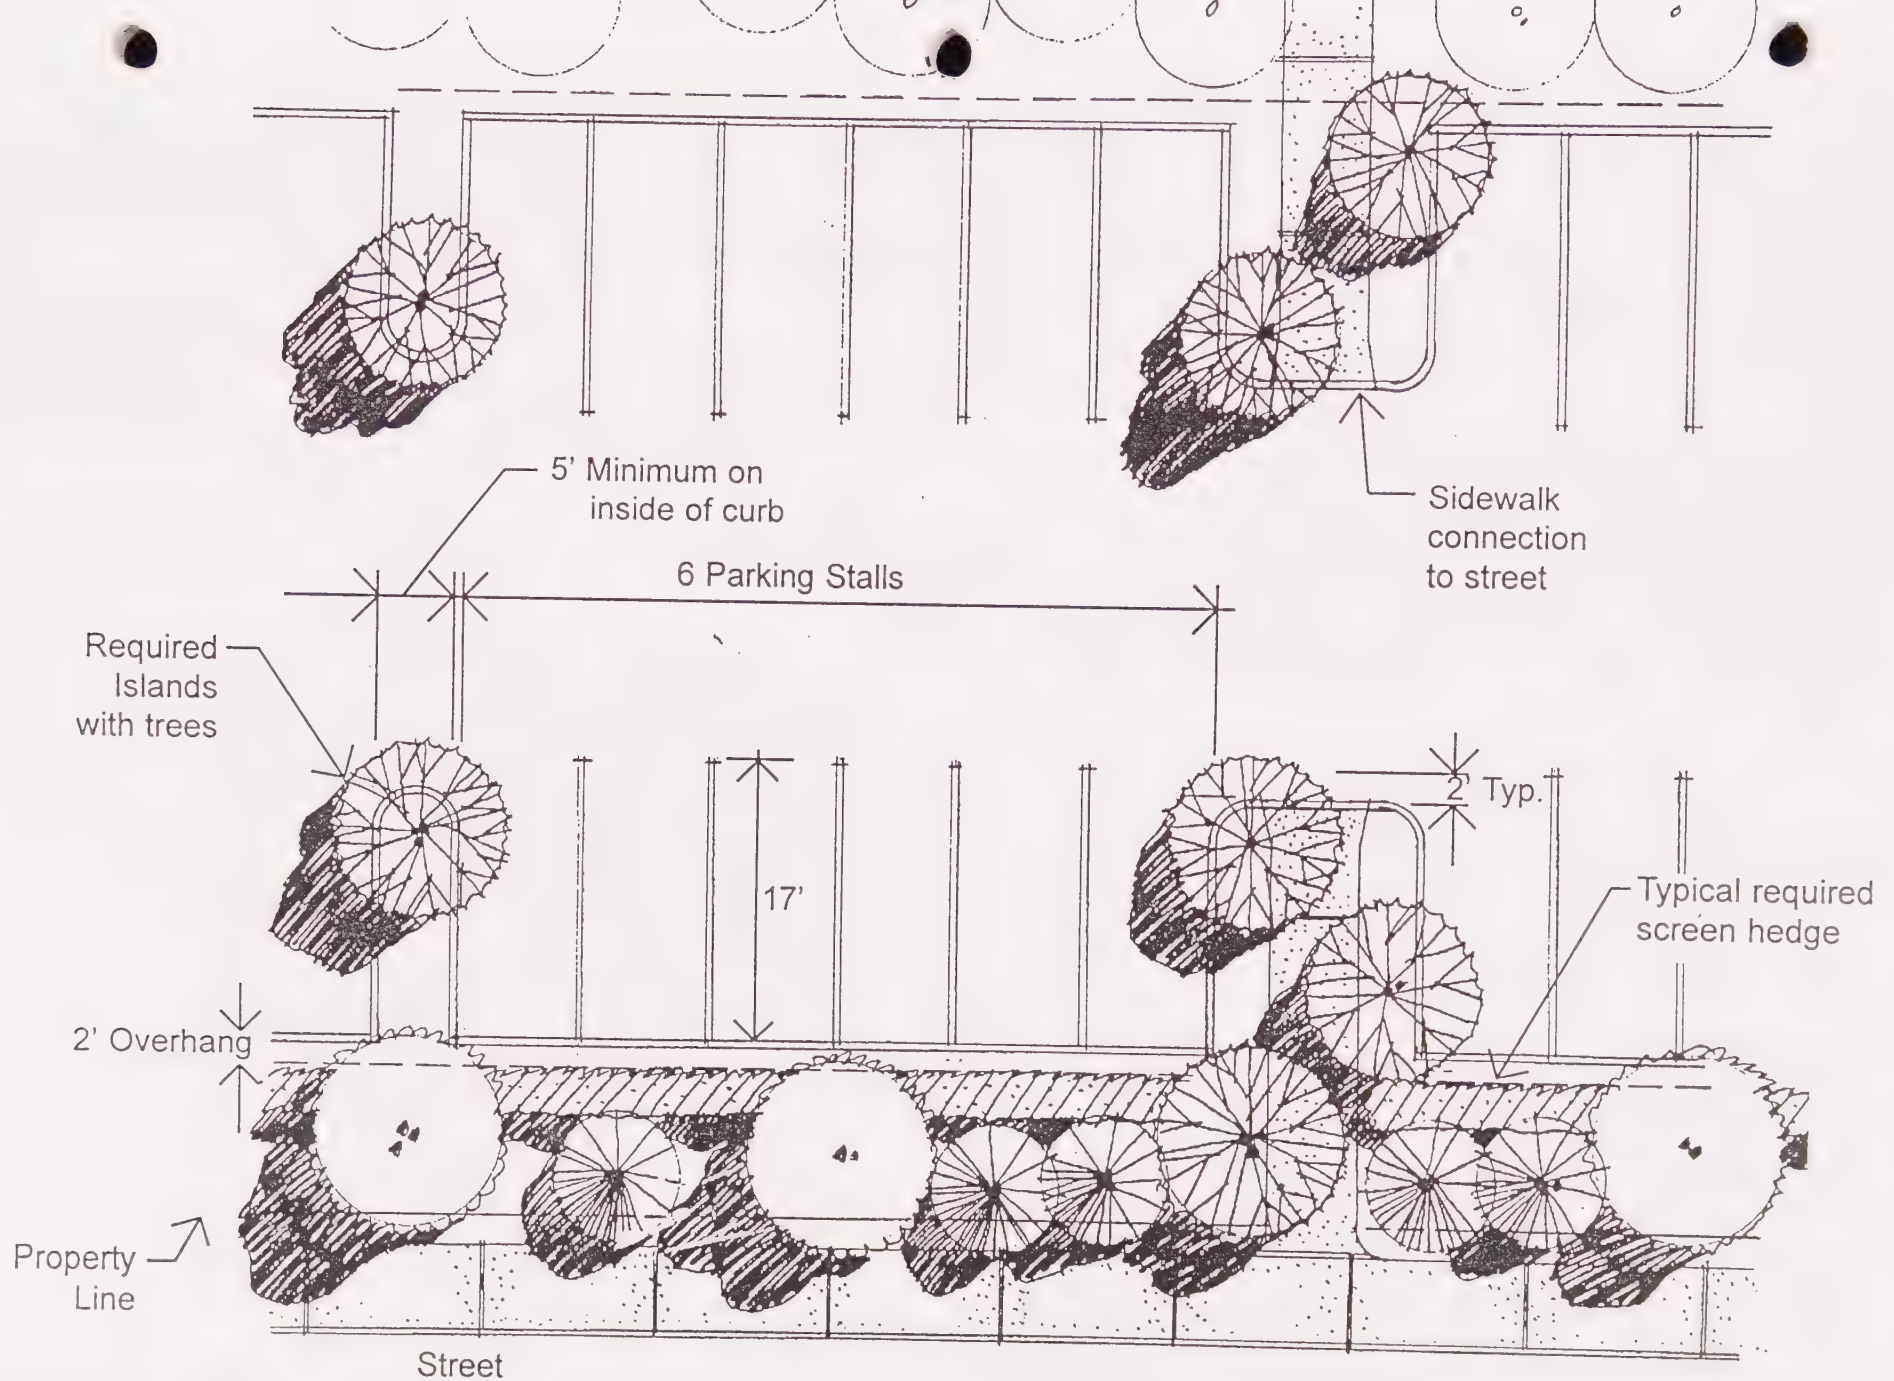 5' Minimum on
inside of curb
Sidewalk
connection
to street
6 Parking Stalls
Required
Islands
with trees
2' Typ.
17'
Typical required
screen hedge
2' Overhang
Property
Line
Street